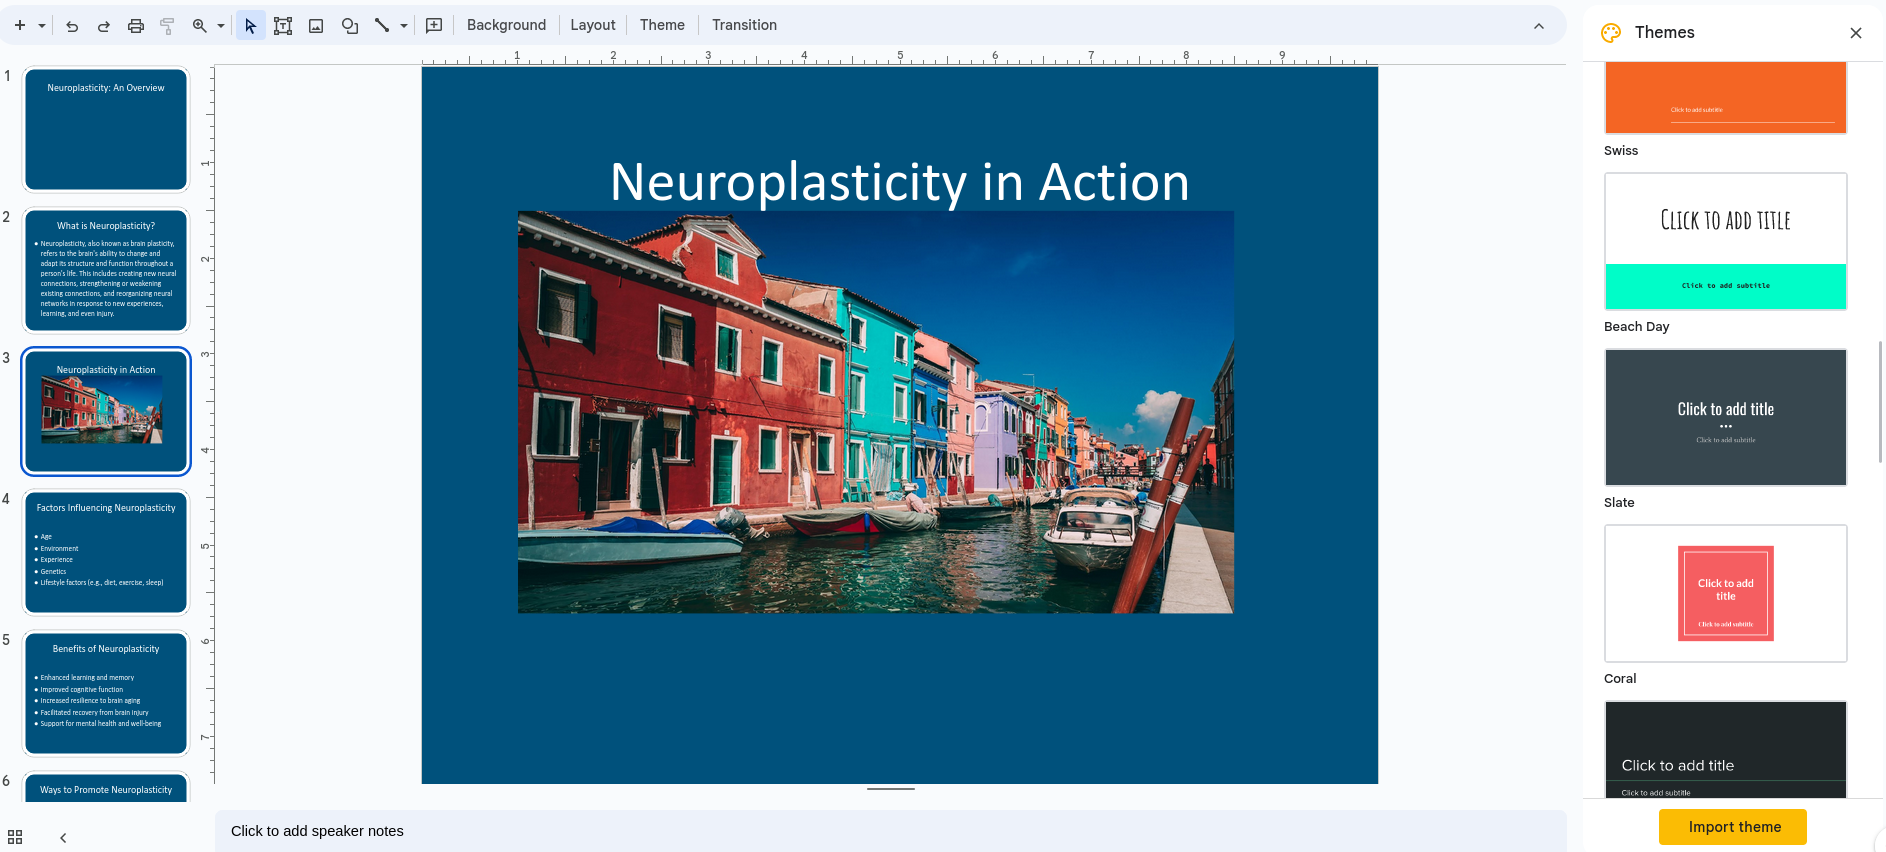 Background
Layout
Theme
Transition
Themes
1 2 3 4 5 6 7 8 9
1
Neuroplasticity: An Overview
2
What is Neuroplasticity?
● Neuroplasticity, also known as brain plasticity,
refers to the brain's ability to change and
adapt its structure and function throughout a
person's life. This includes creating new neural
connections, strengthening or weakening
existing connections, and reorganizing neural
networks in response to new experiences,
learning, and even injury.
3
Neuroplasticity in Action
4
Factors Influencing Neuroplasticity
● Age
● Environment
● Experience
● Genetics
● Lifestyle factors (e.g., diet, exercise, sleep)
5
Benefits of Neuroplasticity
● Enhanced learning and memory
● Improved cognitive function
● Increased resilience to brain aging
● Facilitated recovery from brain injury
● Support for mental health and well-being
6
Ways to Promote Neuroplasticity
1
2
3
4
5
6
7
Neuroplasticity in Action
Click to add speaker notes
Click to add subtitle
Swiss
Click to add title
Click to add subtitle
Beach Day
Click to add title
Click to add subtitle
Slate
Click to add
title
Click to add subtitle
Coral
Click to add title
Click to add subtitle
Import theme